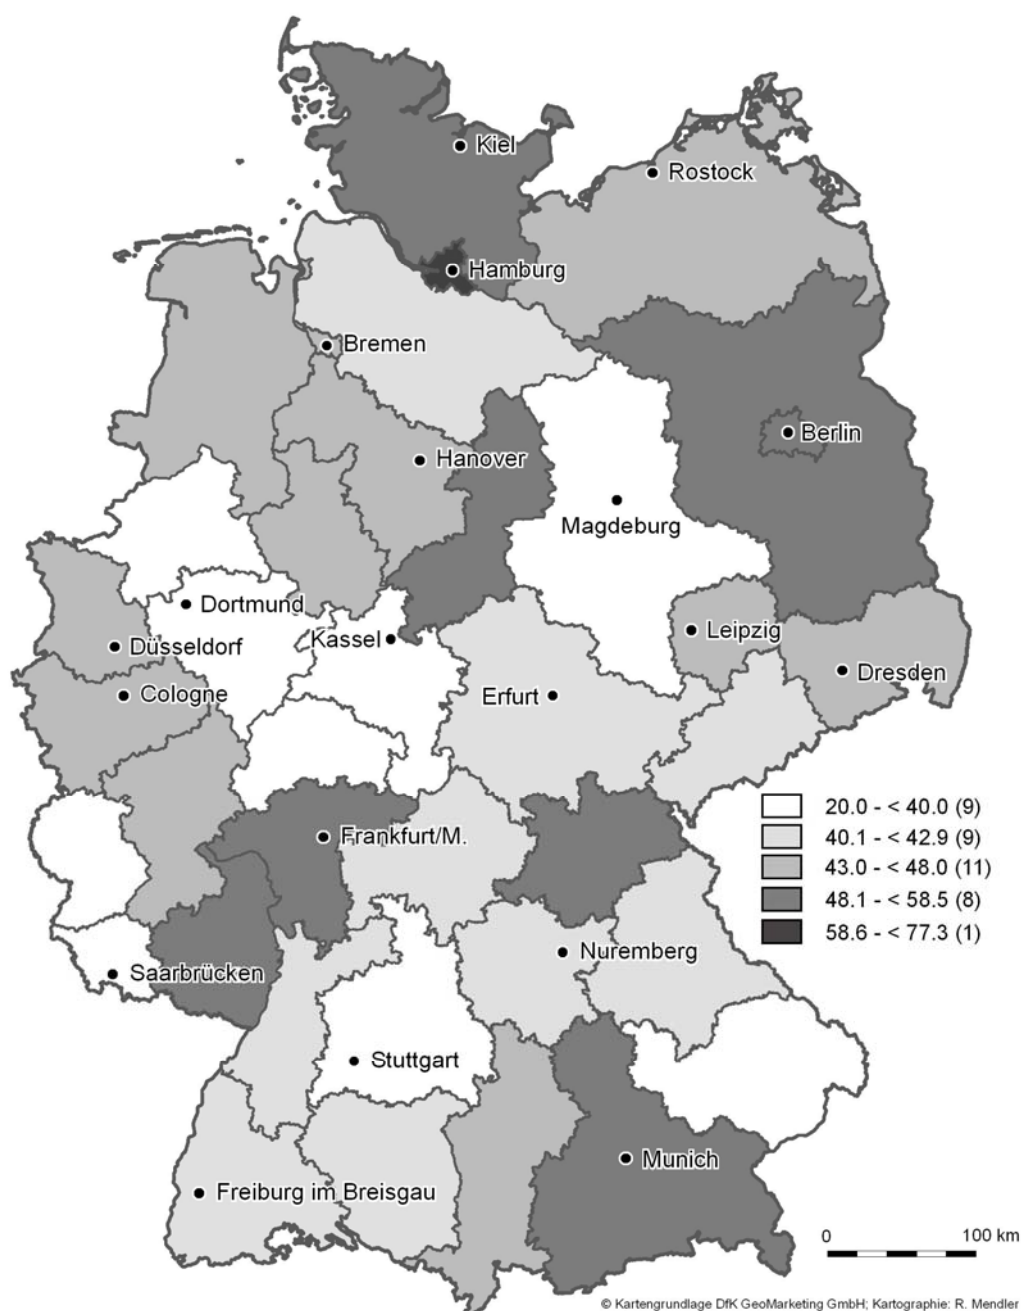 Kiel
Rostock
Hamburg
Bremen
Berlin
Hanover
Magdeburg
Dortmund
Leipzig
Kassel
Düsseldorf
Dresden
Cologne
Erfurt
20.0 - < 40.0 (9)
Frankfurt/M.
40.1 - < 42.9 (9)
43.0 - < 48.0 (11)
48.1 - < 58.5 (8)
58.6 - < 77.3 (1)
Nuremberg
Saarbrücken
Stuttgart
Munich
Freiburg im Breisgau
0 100 km
© Kartengrundlage DfK GeoMarketing GmbH; Kartographie: R. Mendler